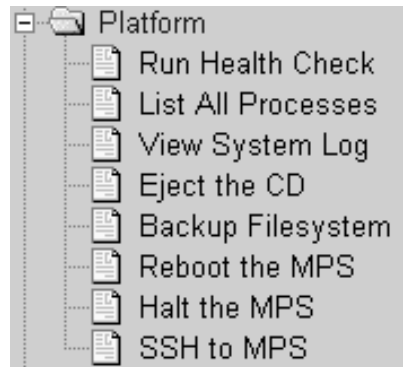 Platform
Run Health Check
List All Processes
View System Log
Eject the CD
Backup Filesystem
Reboot the MPS
Halt the MPS
SSH to MPS